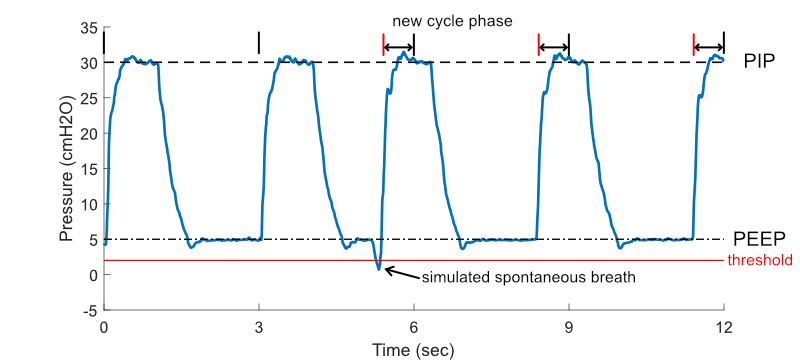 new cycle phase
35
30
25
20
15
10
5
0
-5
Pressure (cmH2O)
PIP
PEEP
threshold
simulated spontaneous breath
0
3
6
9
12
Time (sec)